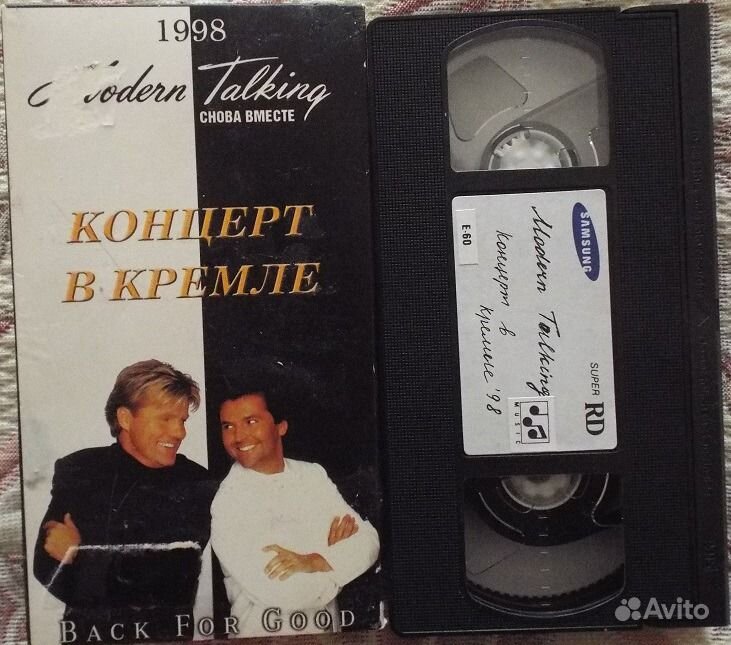 1998
Modern Talking
СНОВА ВМЕСТЕ
КОНЦЕРТ
В КРЕМЛЕ
BACK FOR GOOD
SAMSUNG
E-60
Modern Talking
концерт в
кремле '98
MUSIC
SUPER RD
Avito